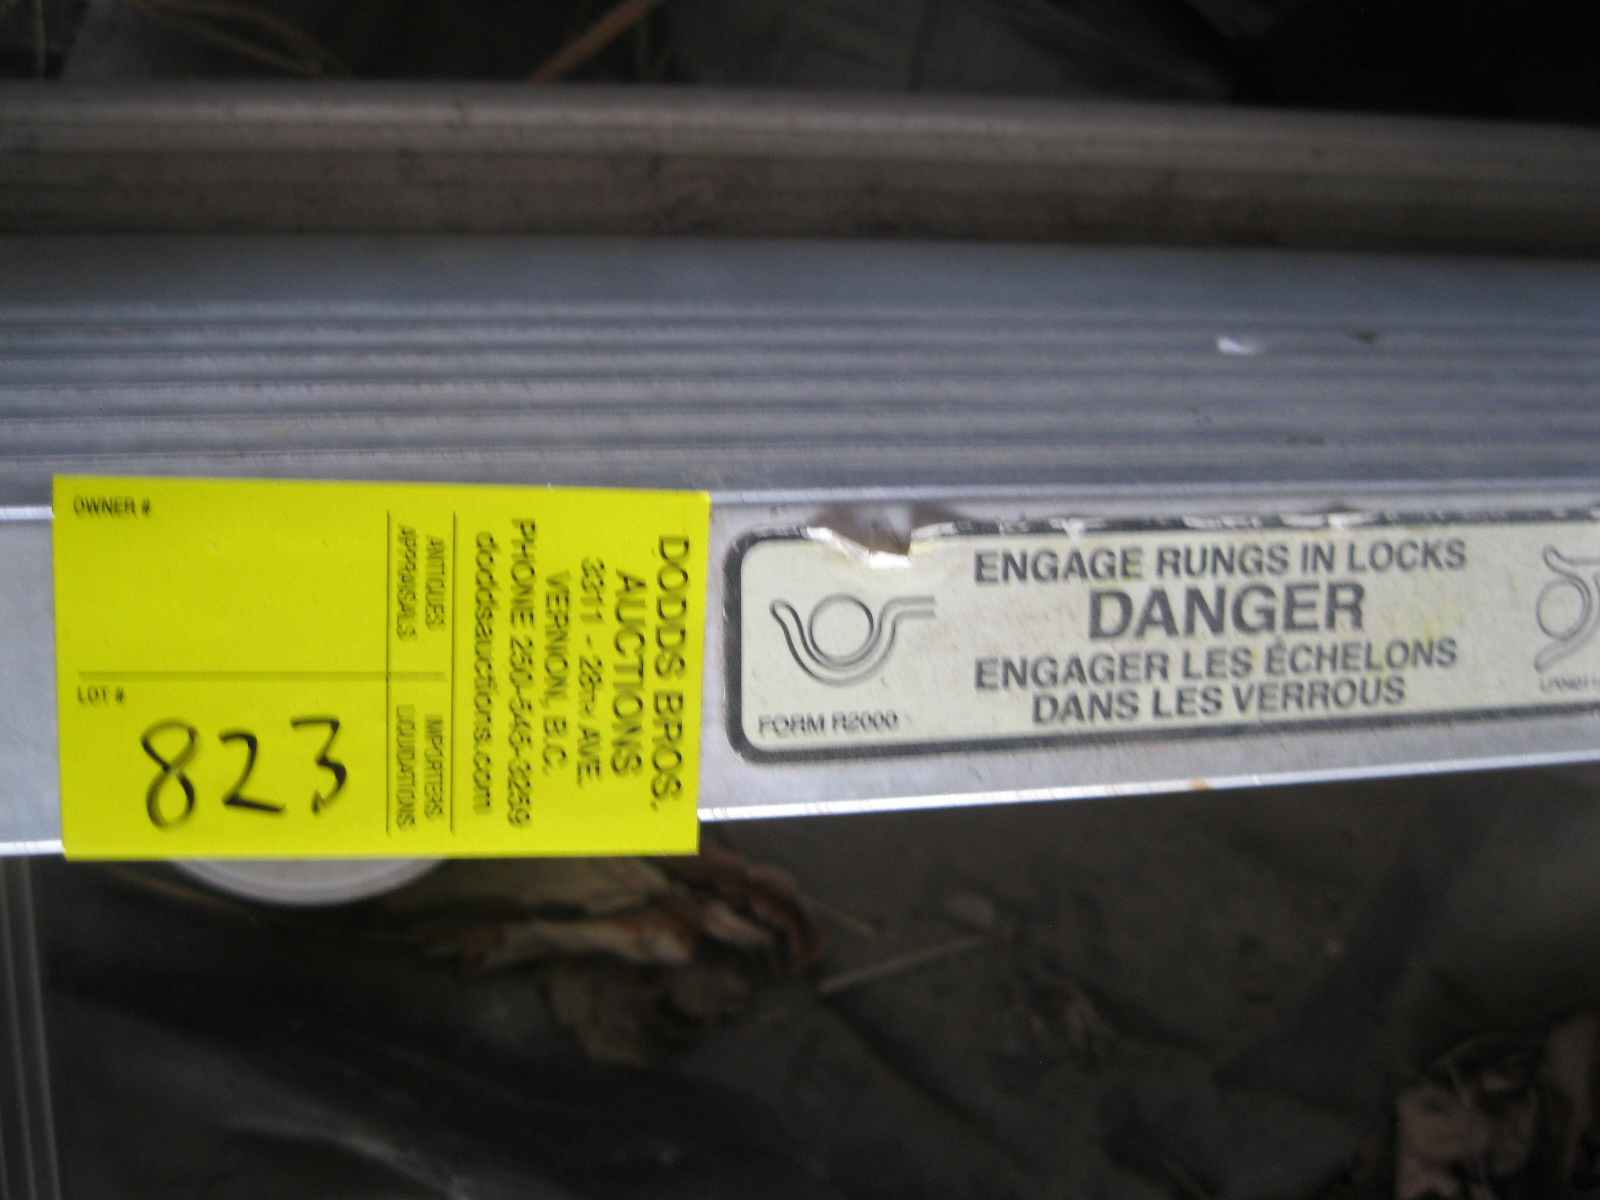 DODDS BROS.
AUCTIONS
3311 - 28TH AVE.
VERNON, B.C.
PHONE 250-545-3259
doddsauctions.com
ANTIQUES IMPORTERS
APPRAISALS LIQUIDATIONS
OWNER #
LOT #
823
ENGAGE RUNGS IN LOCKS
DANGER
ENGAGER LES ÉCHELONS
DANS LES VERROUS
FORM R2000